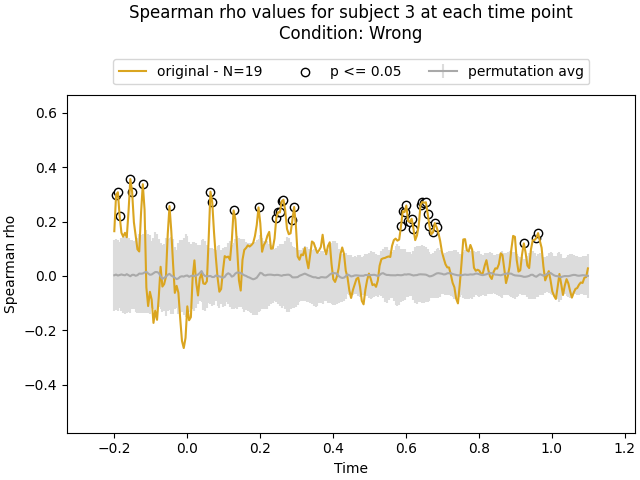 Spearman rho values for subject 3 at each time point
Condition: Wrong
original - N=19
p <= 0.05
permutation avg
0.6
0.4
0.2
0.0
−0.2
−0.4
Spearman rho
−0.2
0.0
0.2
0.4
0.6
0.8
1.0
1.2
Time